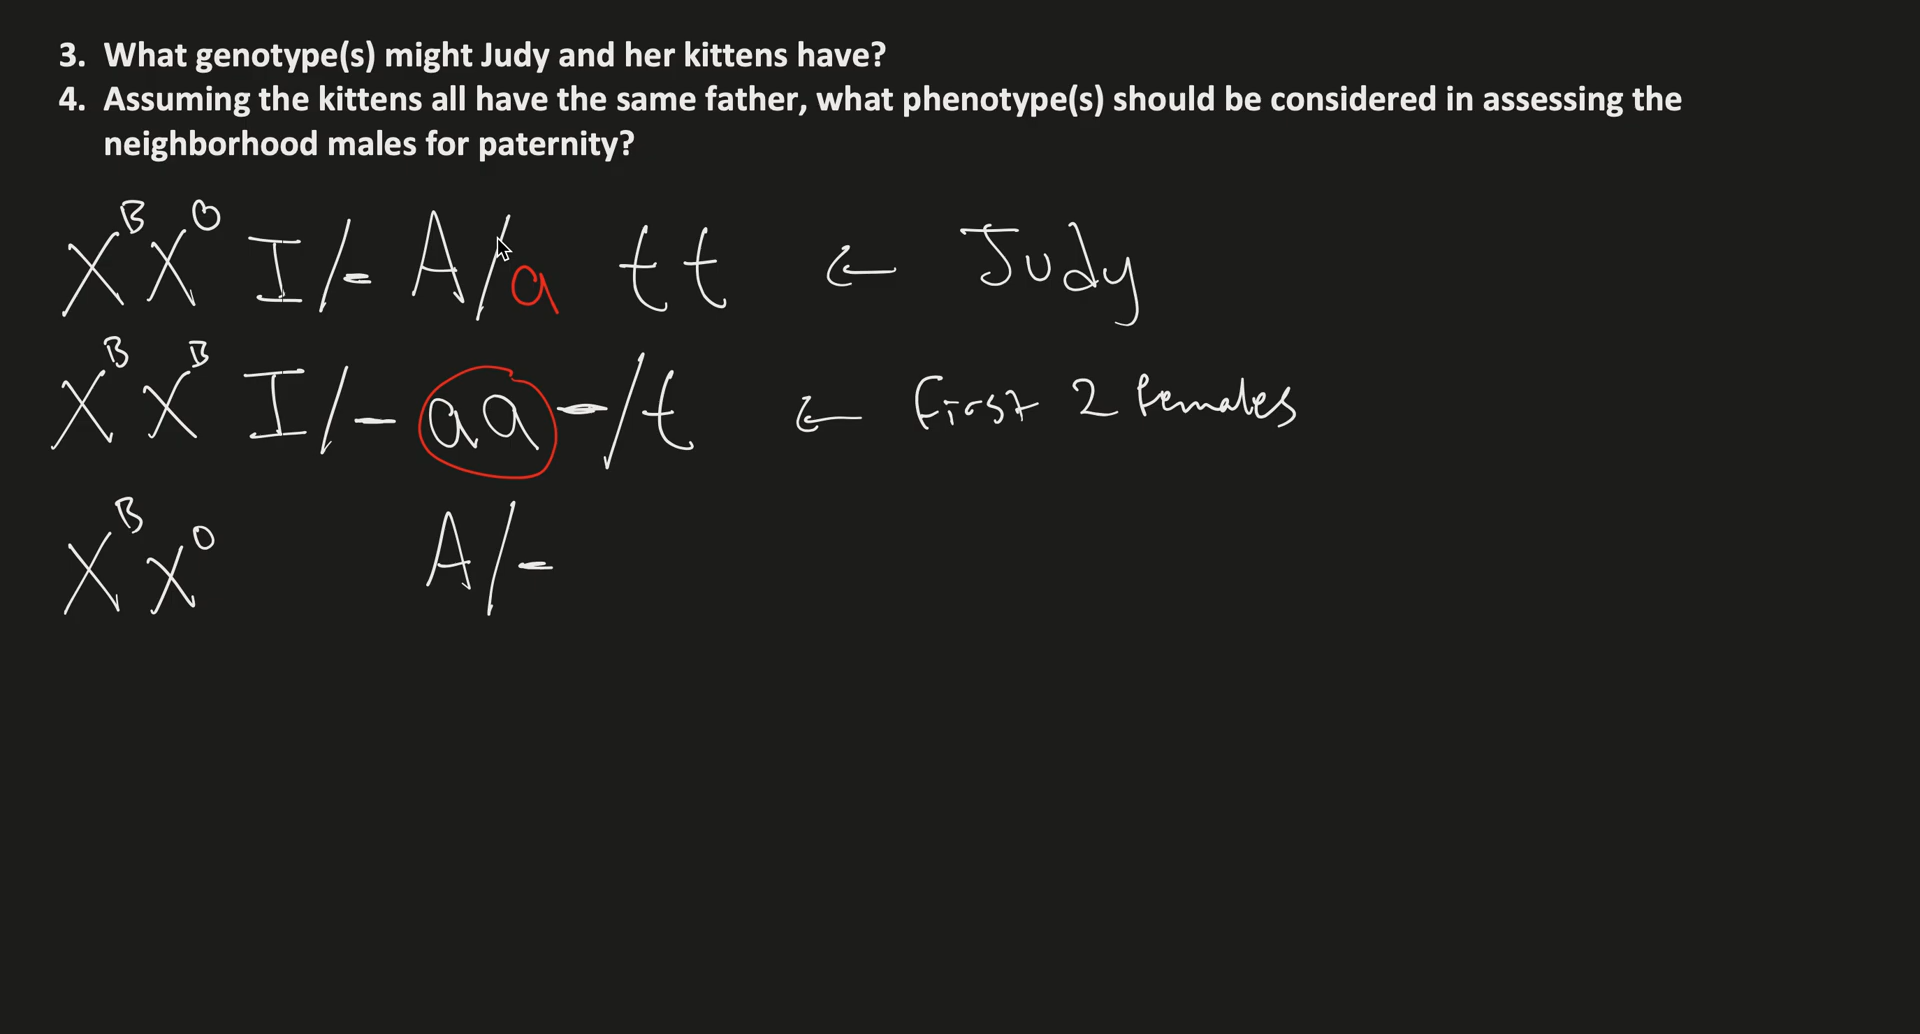 3. What genotype(s) might Judy and her kittens have?
4. Assuming the kittens all have the same father, what phenotype(s) should be considered in assessing the
neighborhood males for paternity?
X^B X^O I/- A/a tt ← Judy
X^B X^B I/- aa -/t ← First 2 females
X^B X^O A/-